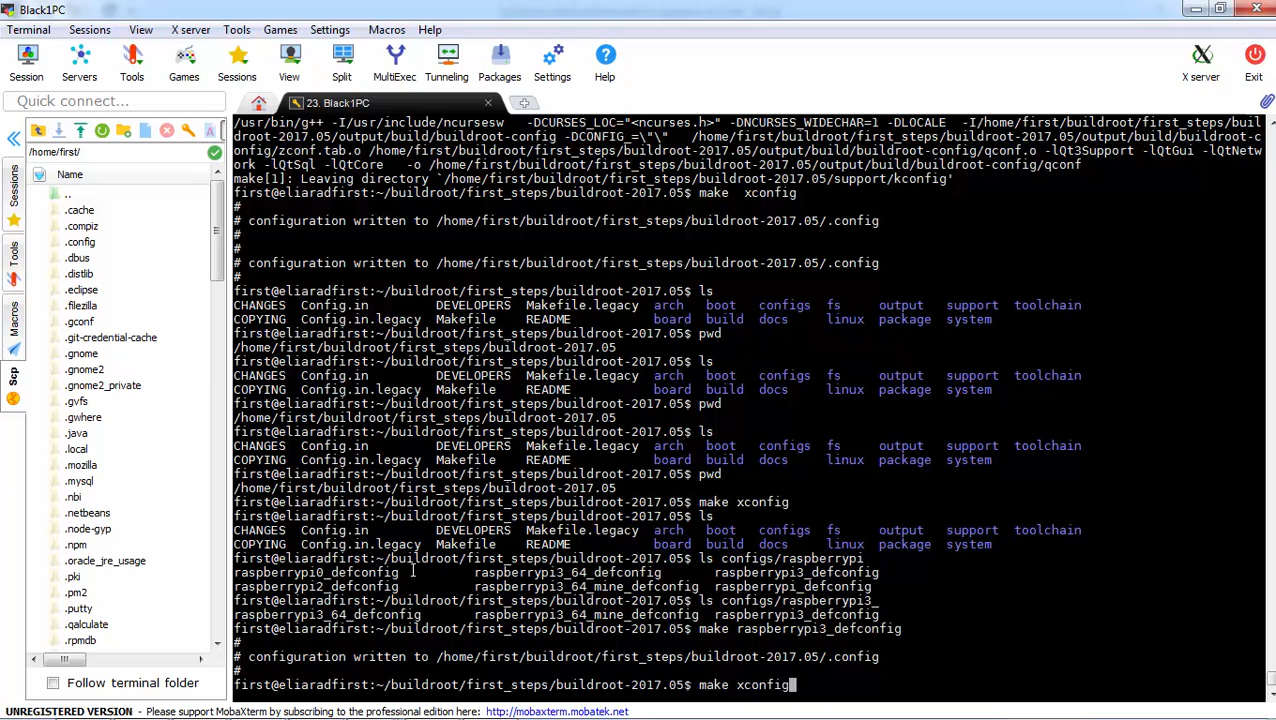 Black1PC
Terminal Sessions View X server Tools Games Settings Macros Help
Session Servers Tools Games Sessions View Split MultiExec Tunneling Packages Settings Help X server Exit
Quick connect...
23. Black1PC
/home/first/
Name
..
.cache
.compiz
.config
.dbus
.distlib
.eclipse
.filezilla
.gconf
.git-credential-cache
.gnome
.gnome2
.gnome2_private
.gvfs
.gwhere
.java
.local
.mozilla
.mysql
.nbi
.netbeans
.node-gyp
.npm
.oracle_jre_usage
.pki
.pm2
.putty
.qalculate
.rpmdb
Follow terminal folder
Sessions
Tools
Macros
Scp
/usr/bin/g++ -I/usr/include/ncursesw   -DCURSES_LOC="<ncurses.h>" -DNCURSES_WIDECHAR=1 -DLOCALE  -I/home/first/buildroot/first_steps/buil
droot-2017.05/output/build/buildroot-config -DCONFIG_=\"\"   /home/first/buildroot/first_steps/buildroot-2017.05/output/build/buildroot-c
onfig/zconf.tab.o /home/first/buildroot/first_steps/buildroot-2017.05/output/build/buildroot-config/qconf.o -lQt3Support -lQtGui -lQtNetw
ork -lQtSql -lQtCore   -o /home/first/buildroot/first_steps/buildroot-2017.05/output/build/buildroot-config/qconf
make[1]: Leaving directory `/home/first/buildroot/first_steps/buildroot-2017.05/support/kconfig'
first@eliaradfirst:~/buildroot/first_steps/buildroot-2017.05$ make  xconfig
#
# configuration written to /home/first/buildroot/first_steps/buildroot-2017.05/.config
#
#
# configuration written to /home/first/buildroot/first_steps/buildroot-2017.05/.config
#
first@eliaradfirst:~/buildroot/first_steps/buildroot-2017.05$ ls
CHANGES  Config.in         DEVELOPERS  Makefile.legacy  arch   boot   configs  fs     output   support  toolchain
COPYING  Config.in.legacy  Makefile    README           board  build  docs     linux  package  system
first@eliaradfirst:~/buildroot/first_steps/buildroot-2017.05$ pwd
/home/first/buildroot/first_steps/buildroot-2017.05
first@eliaradfirst:~/buildroot/first_steps/buildroot-2017.05$ ls
CHANGES  Config.in         DEVELOPERS  Makefile.legacy  arch   boot   configs  fs     output   support  toolchain
COPYING  Config.in.legacy  Makefile    README           board  build  docs     linux  package  system
first@eliaradfirst:~/buildroot/first_steps/buildroot-2017.05$ pwd
/home/first/buildroot/first_steps/buildroot-2017.05
first@eliaradfirst:~/buildroot/first_steps/buildroot-2017.05$ ls
CHANGES  Config.in         DEVELOPERS  Makefile.legacy  arch   boot   configs  fs     output   support  toolchain
COPYING  Config.in.legacy  Makefile    README           board  build  docs     linux  package  system
first@eliaradfirst:~/buildroot/first_steps/buildroot-2017.05$ pwd
/home/first/buildroot/first_steps/buildroot-2017.05
first@eliaradfirst:~/buildroot/first_steps/buildroot-2017.05$ make xconfig
first@eliaradfirst:~/buildroot/first_steps/buildroot-2017.05$ ls
CHANGES  Config.in         DEVELOPERS  Makefile.legacy  arch   boot   configs  fs     output   support  toolchain
COPYING  Config.in.legacy  Makefile    README           board  build  docs     linux  package  system
first@eliaradfirst:~/buildroot/first_steps/buildroot-2017.05$ ls configs/raspberrypi
raspberrypi0_defconfig         raspberrypi3_64_defconfig       raspberrypi3_defconfig
raspberrypi2_defconfig         raspberrypi3_64_mine_defconfig  raspberrypi_defconfig
first@eliaradfirst:~/buildroot/first_steps/buildroot-2017.05$ ls configs/raspberrypi3_
raspberrypi3_64_defconfig       raspberrypi3_64_mine_defconfig  raspberrypi3_defconfig
first@eliaradfirst:~/buildroot/first_steps/buildroot-2017.05$ make raspberrypi3_defconfig
#
# configuration written to /home/first/buildroot/first_steps/buildroot-2017.05/.config
#
first@eliaradfirst:~/buildroot/first_steps/buildroot-2017.05$ make xconfig
UNREGISTERED VERSION - Please support MobaXterm by subscribing to the professional edition here: http://mobaxterm.mobatek.net